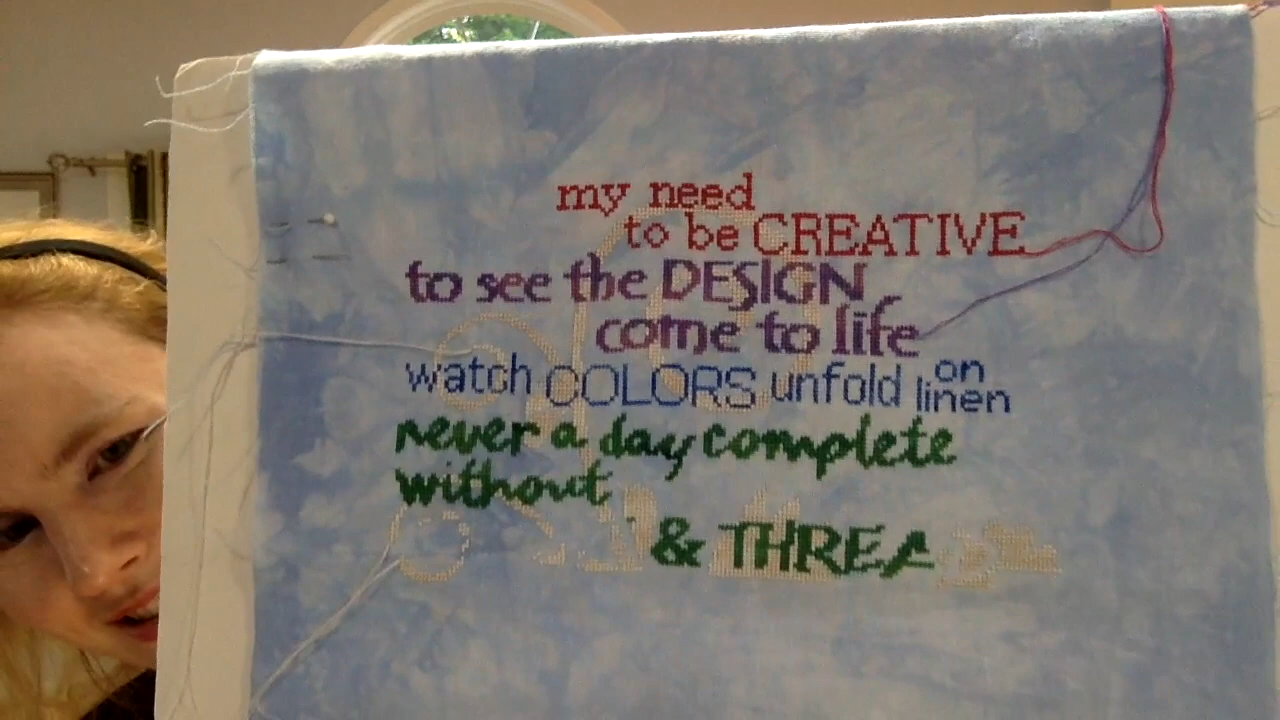 my need
to be CREATIVE
to see the DESIGN
come to life
watch COLORS unfold on linen
never a day complete
without
& THREA